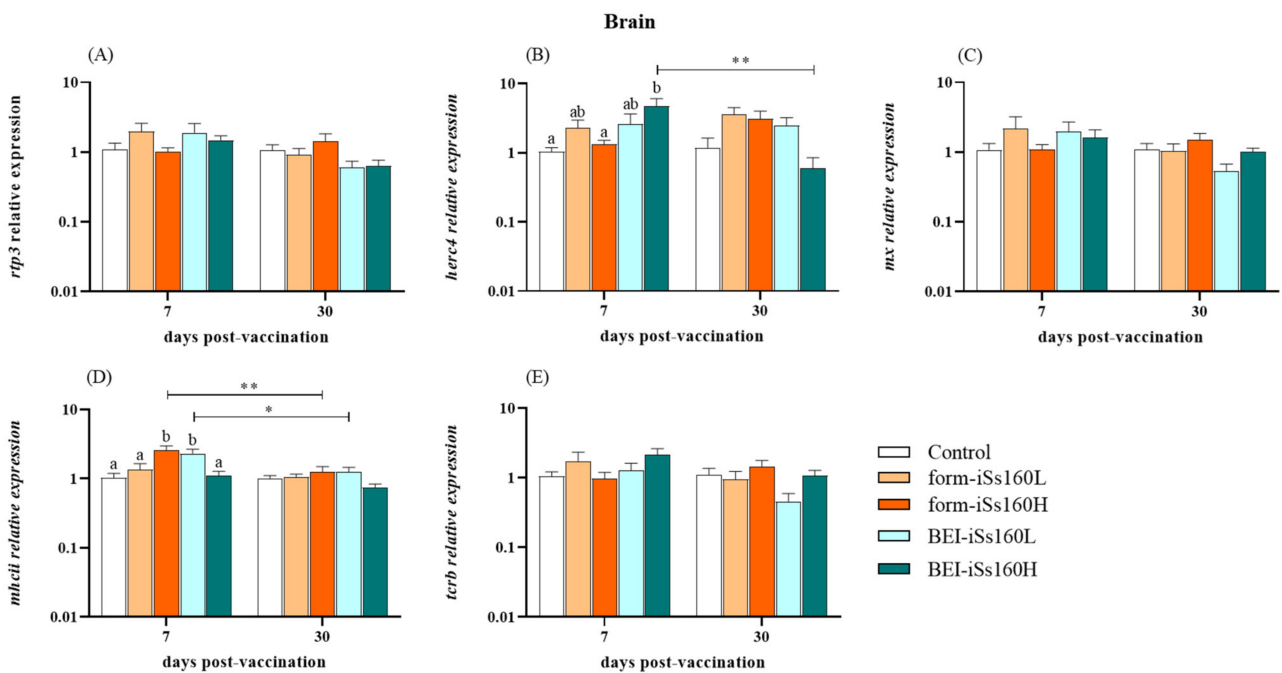 Brain
(A)
rtp3 relative expression
10
1
0.1
0.01
7
30
days post-vaccination
(B)
herc4 relative expression
10
1
0.1
0.01
a
ab
a
ab
b
**
7
30
days post-vaccination
(C)
mx relative expression
10
1
0.1
0.01
7
30
days post-vaccination
(D)
mhcii relative expression
10
1
0.1
0.01
a
a
b
b
a
**
*
7
30
days post-vaccination
(E)
tcrb relative expression
10
1
0.1
0.01
7
30
days post-vaccination
Control
form-iSs160L
form-iSs160H
BEI-iSs160L
BEI-iSs160H